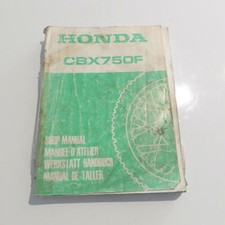 HONDA
CBX750F
SHOP MANUAL
MANUEL D'ATELIER
WERKSTATT-HANDBUCH
MANUAL DE TALLER